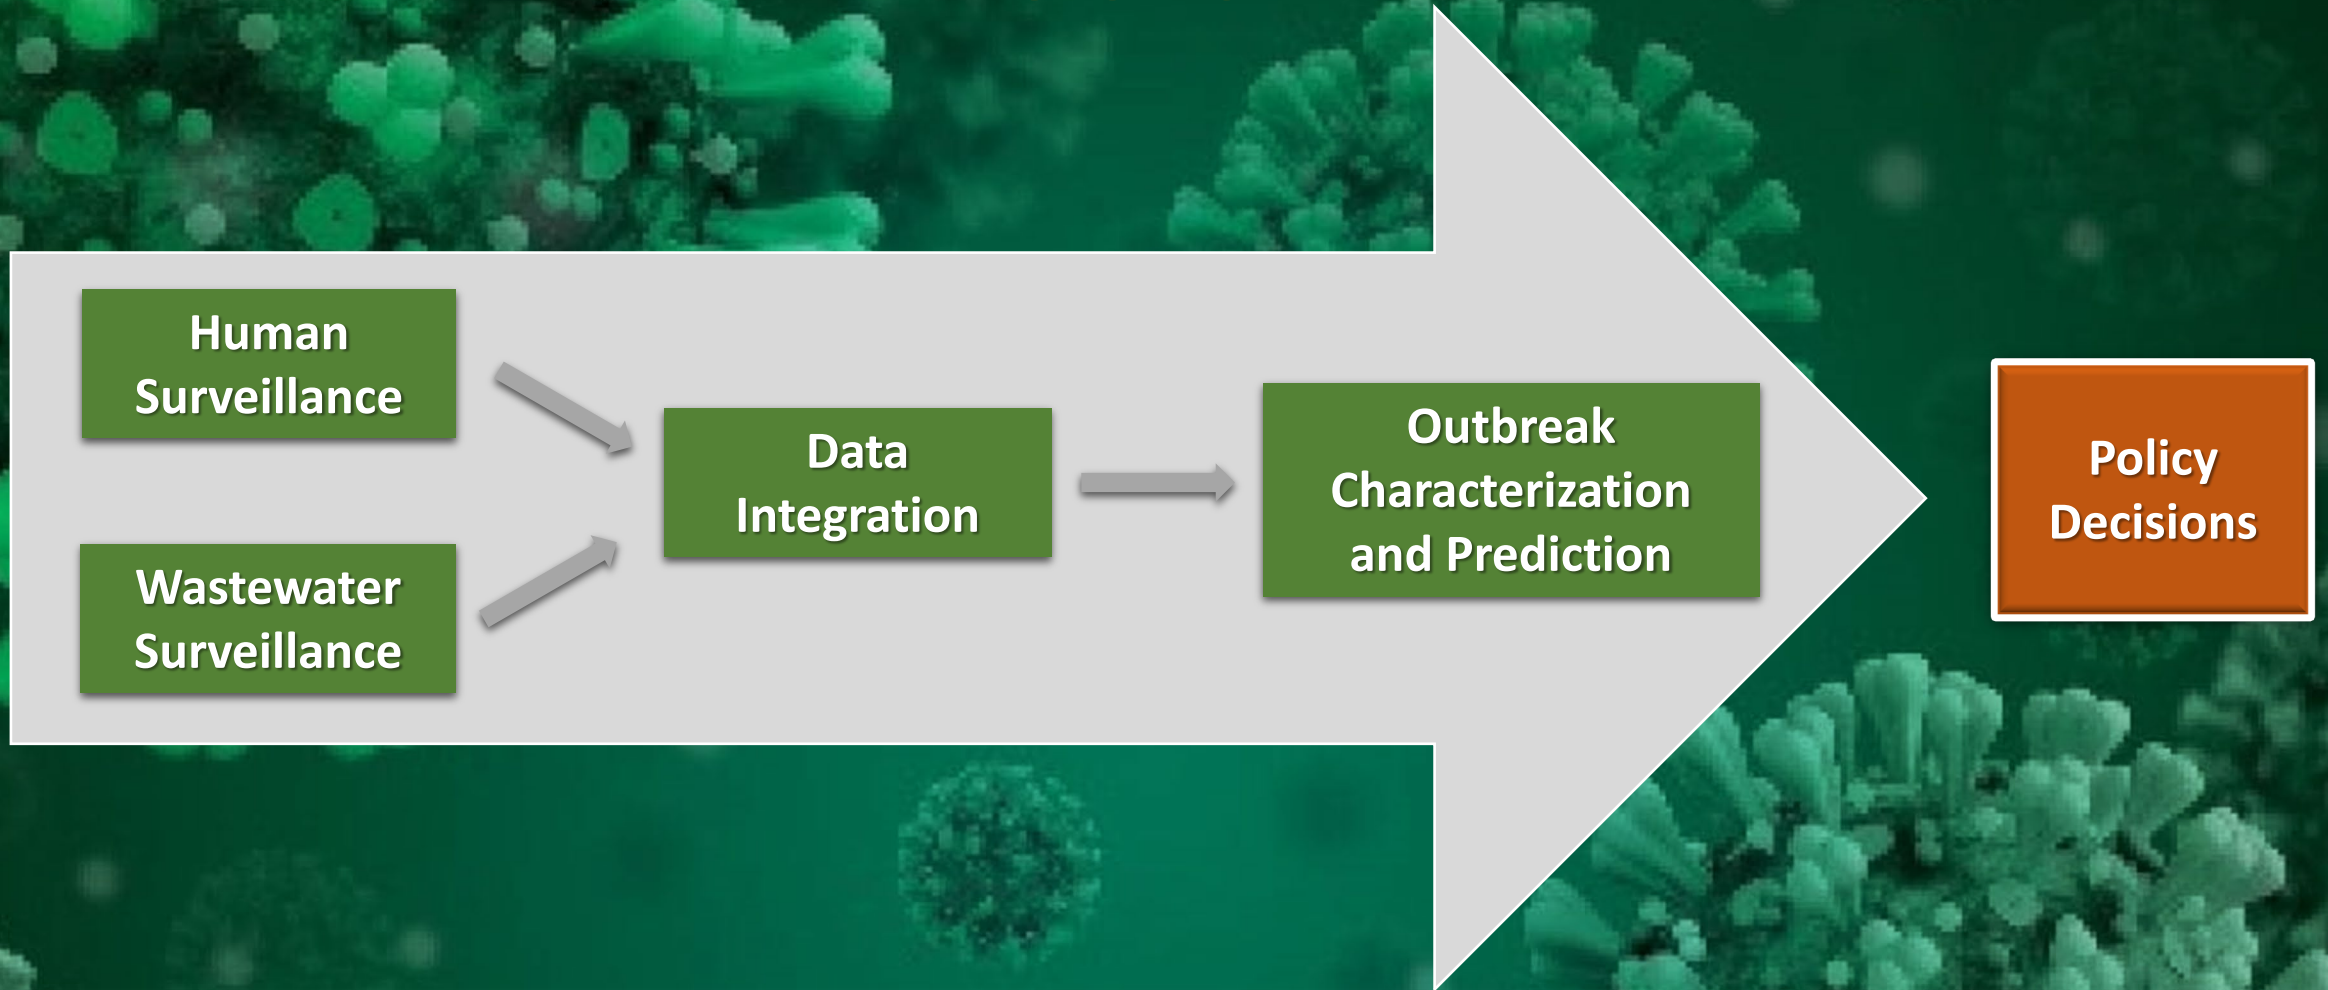 Human
Surveillance
Wastewater
Surveillance
Data
Integration
Outbreak
Characterization
and Prediction
Policy
Decisions